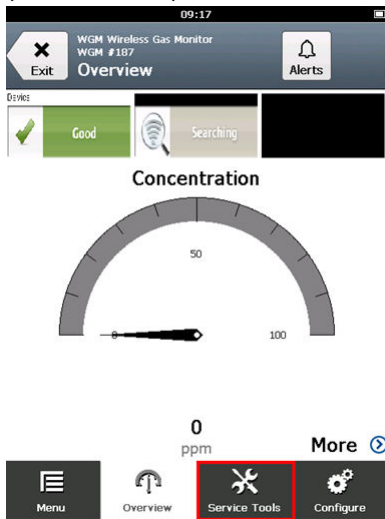 09:17
WGM Wireless Gas Monitor
WGM #187
Exit
Overview
Alerts
Device
Good
Searching
Concentration
50
0
100
0
ppm
More
Menu
Overview
Service Tools
Configure